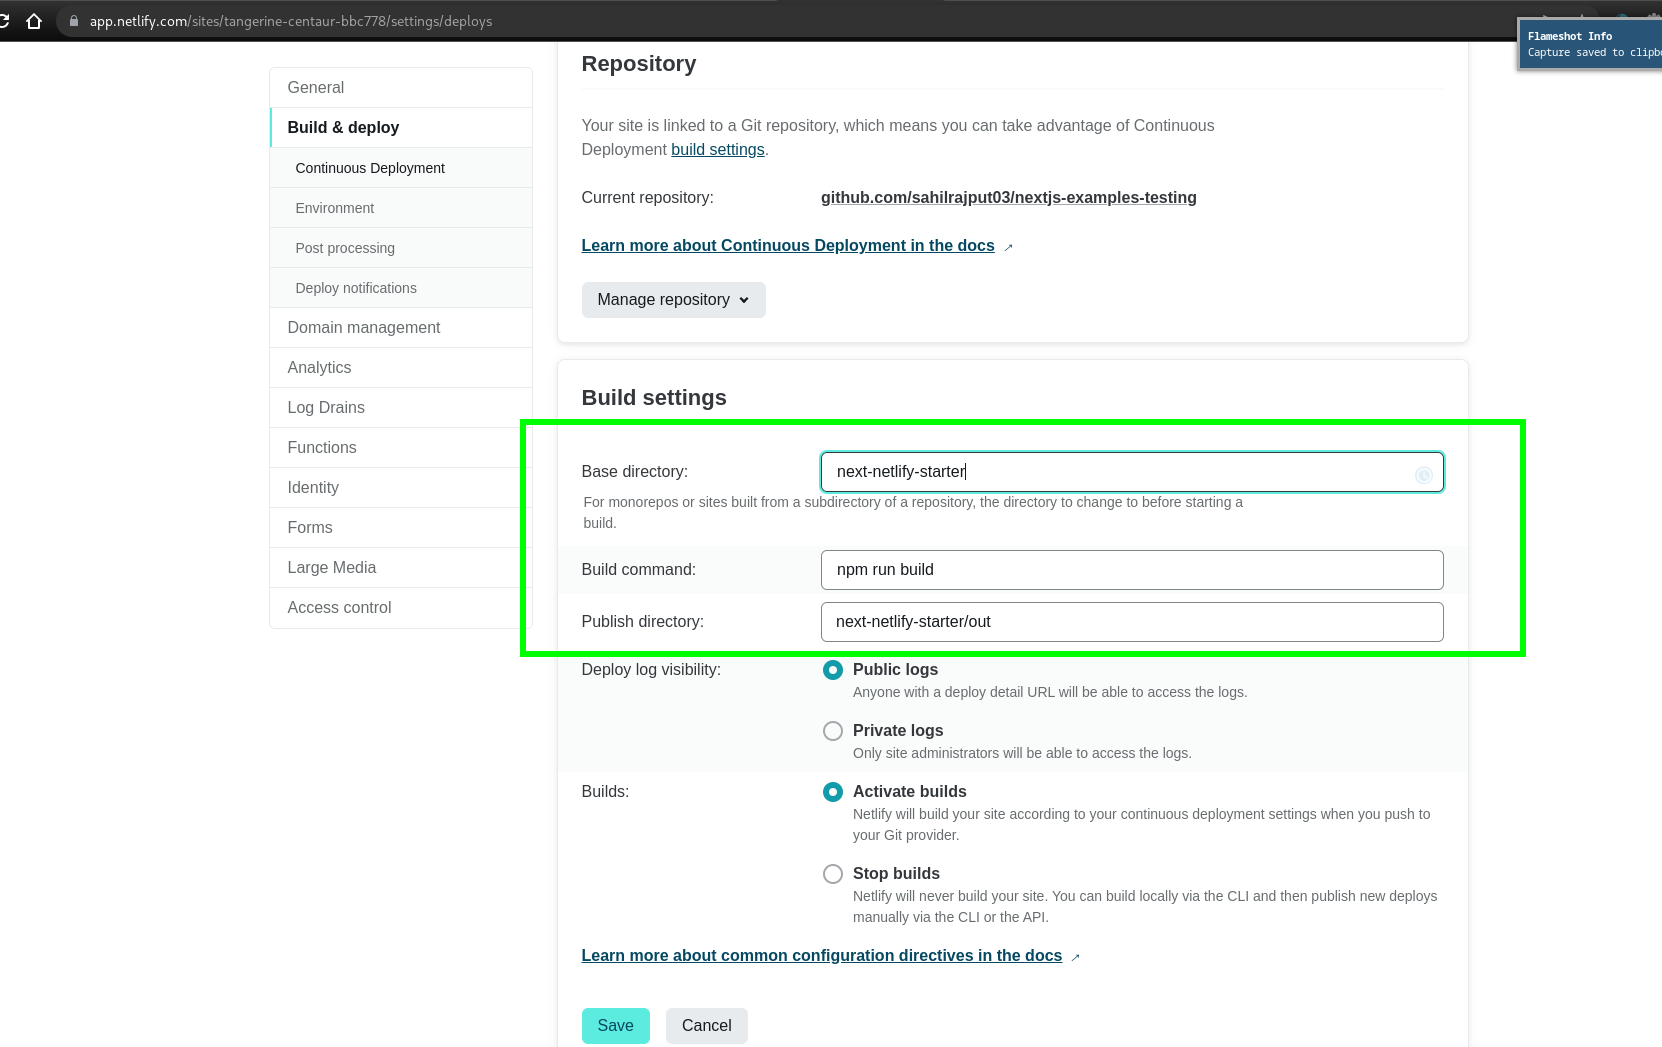 app.netlify.com/sites/tangerine-centaur-bbc778/settings/deploys
Flameshot Info
Capture saved to
General
Build & deploy
Continuous Deployment
Environment
Post processing
Deploy notifications
Domain management
Analytics
Log Drains
Functions
Identity
Forms
Large Media
Access control
Repository
Your site is linked to a Git repository, which means you can take advantage of Continuous
Deployment build settings.
Current repository: github.com/sahilrajput03/nextjs-examples-testing
Learn more about Continuous Deployment in the docs →
Manage repository
Build settings
Base directory: next-netlify-starter
For monorepos or sites built from a subdirectory of a repository, the directory to change to before starting a
build.
Build command: npm run build
Publish directory: next-netlify-starter/out
Deploy log visibility: Public logs
Anyone with a deploy detail URL will be able to access the logs.
Private logs
Only site administrators will be able to access the logs.
Builds: Activate builds
Netlify will build your site according to your continuous deployment settings when you push to
your Git provider.
Stop builds
Netlify will never build your site. You can build locally via the CLI and then publish new deploys
manually via the CLI or the API.
Learn more about common configuration directives in the docs →
Save Cancel